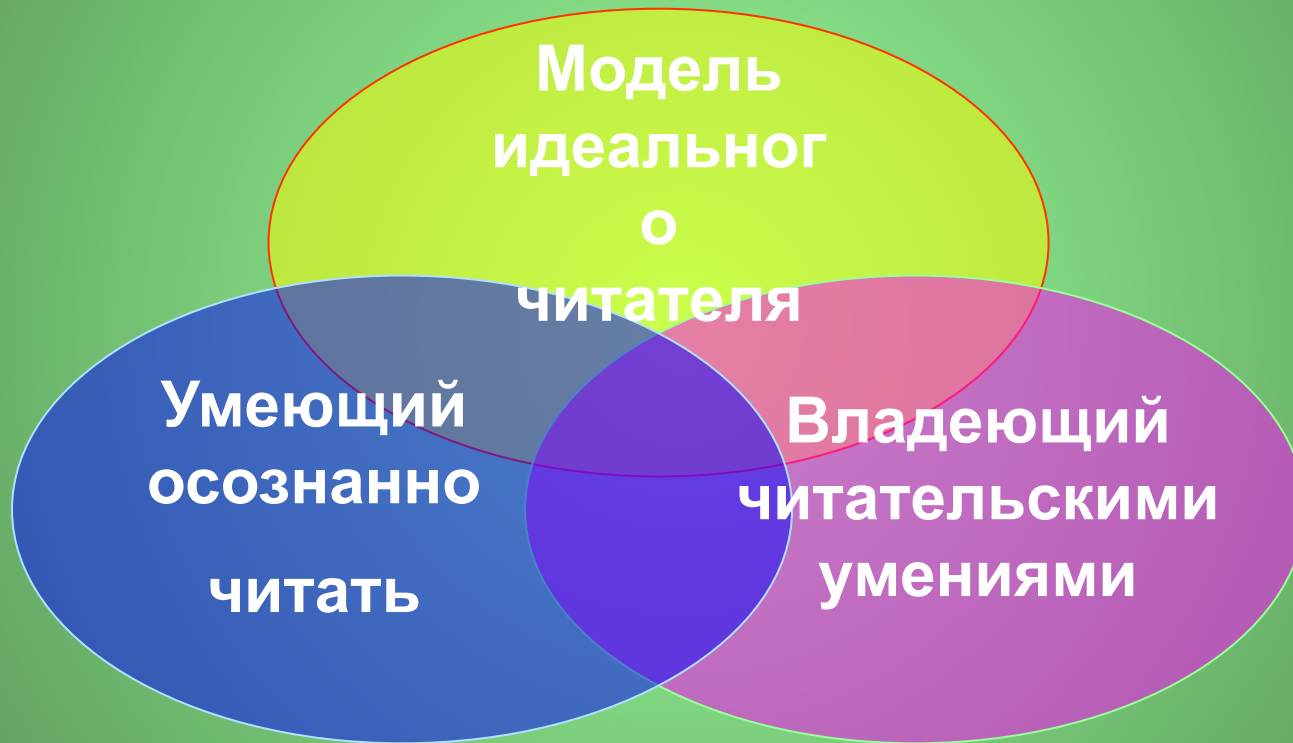 Модель
идеальног
о
читателя
Умеющий
осознанно
читать
Владеющий
читательскими
умениями